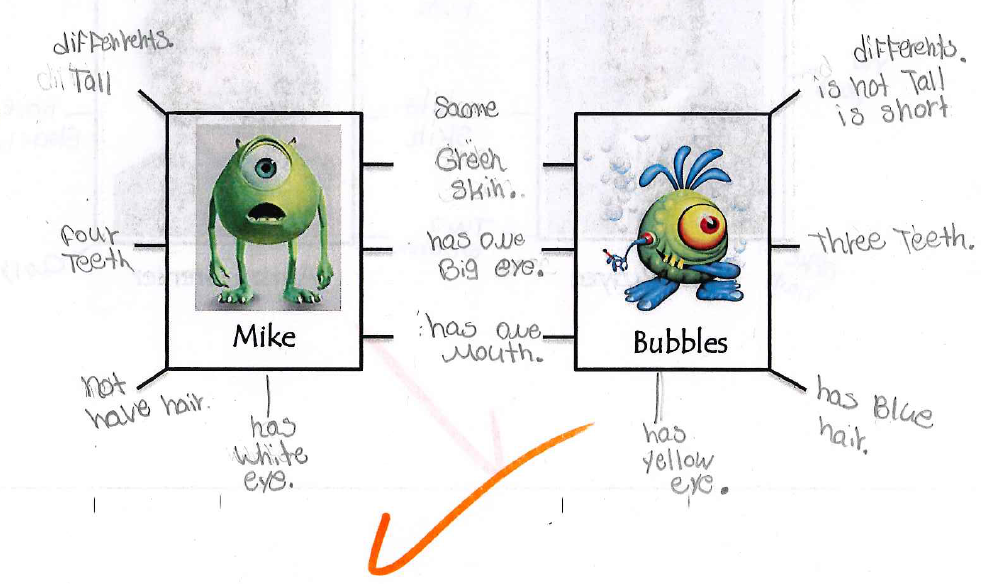 differents.
Tall
four
Teeth
not
have hair.
has
white
eye.
Mike
Saome
Green
Skin..
has one
Big eye.
has one
Mouth.
differents.
is not Tall
is short
Three Teeth.
has Blue
hair.
has
yellow
eye.
Bubbles